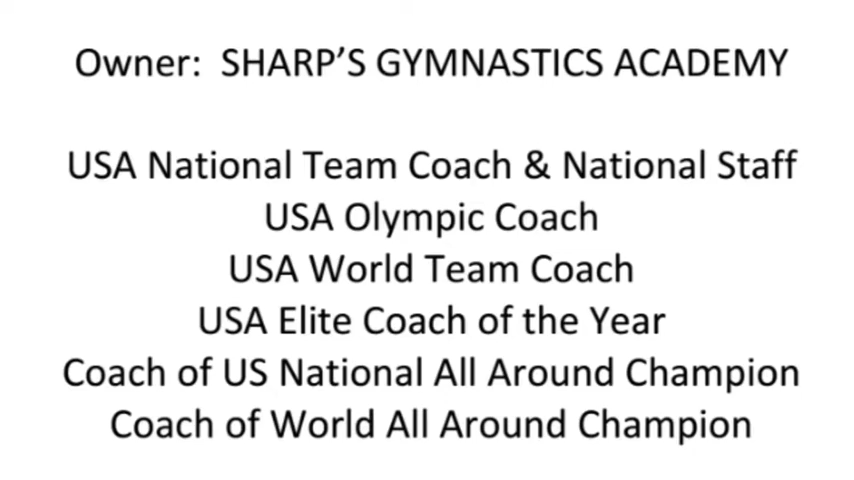 Owner:  SHARP'S GYMNASTICS ACADEMY
USA National Team Coach & National Staff
USA Olympic Coach
USA World Team Coach
USA Elite Coach of the Year
Coach of US National All Around Champion
Coach of World All Around Champion